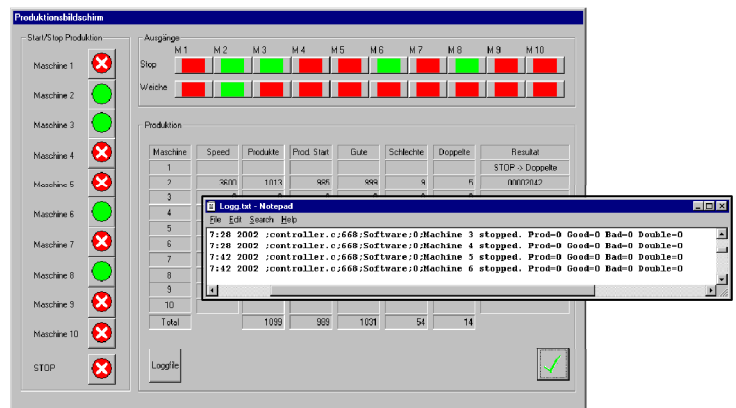 Produktionsbildschirm
Start/Stop Produktion
Maschine 1
Maschine 2
Maschine 3
Maschine 4
Maschine 5
Maschine 6
Maschine 7
Maschine 8
Maschine 9
Maschine 10
STOP
Ausgänge
M 1 M 2 M 3 M 4 M 5 M 6 M 7 M 8 M 9 M 10
Stop
Weiche
Produktion
Maschine Speed Produkte Prod. Start Gute Schlechte Doppelte Resultat
1 STOP -> Doppelte
2 3600 1013 985 999 9 5 00002042
3
4
5
6
7
8
9
10
Total 1099 989 1031 54 14
Loggfile
Logg.txt - Notepad
File Edit Search Help
7:28 2002 ;controller.c;668;Software;0;Machine 3 stopped. Prod=0 Good=0 Bad=0 Double=0
7:28 2002 ;controller.c;668;Software;0;Machine 4 stopped. Prod=0 Good=0 Bad=0 Double=0
7:42 2002 ;controller.c;668;Software;0;Machine 5 stopped. Prod=0 Good=0 Bad=0 Double=0
7:42 2002 ;controller.c;668;Software;0;Machine 6 stopped. Prod=0 Good=0 Bad=0 Double=0